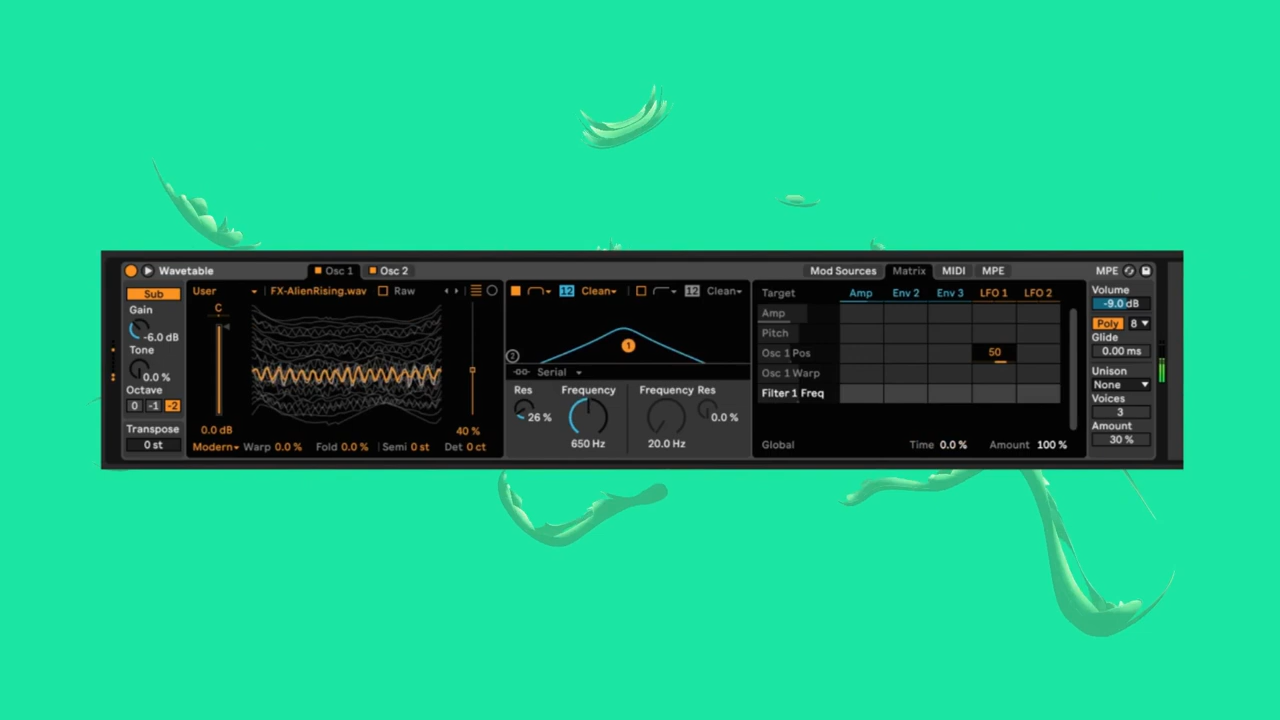 Wavetable
Osc 1 Osc 2
Mod Sources Matrix MIDI MPE
MPE
Sub
Gain
-6.0 dB
Tone
0.0 %
Octave
0 -1 -2
Transpose
0 st
User FX-AlienRising.wav Raw
C
0.0 dB
40 %
Modern Warp 0.0 % Fold 0.0 % Semi 0 st Det 0 ct
12 Clean 12 Clean
1
2
Serial
Res Frequency Frequency Res
26 % 0.0 %
650 Hz 20.0 Hz
Target Amp Env 2 Env 3 LFO 1 LFO 2
Amp
Pitch
Osc 1 Pos 50
Osc 1 Warp
Filter 1 Freq
Global Time 0.0 % Amount 100 %
Volume
-9.0 dB
Poly 8
Glide
0.00 ms
Unison
None
Voices
3
Amount
30 %